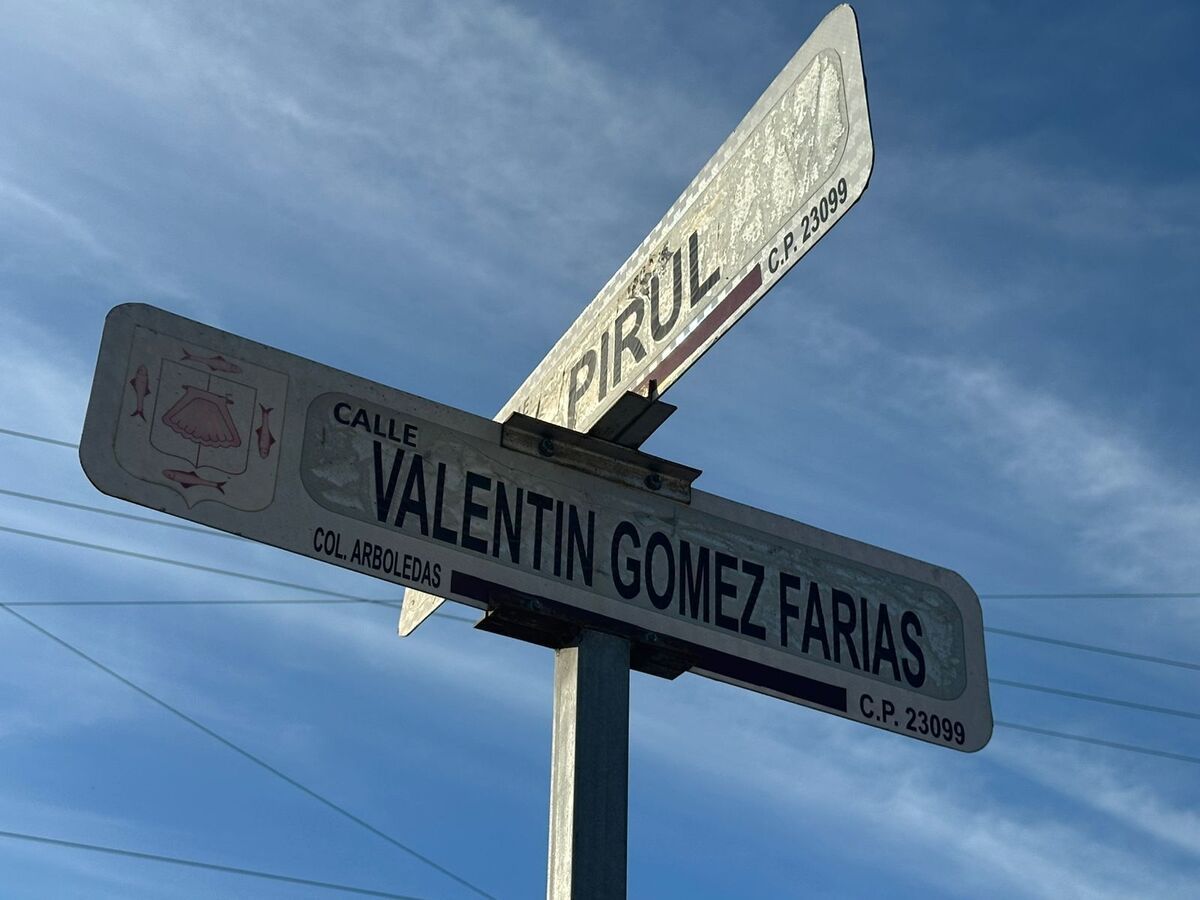 PIRUL
C.P. 23099
CALLE
VALENTIN GOMEZ FARIAS
COL. ARBOLEDAS
C.P. 23099